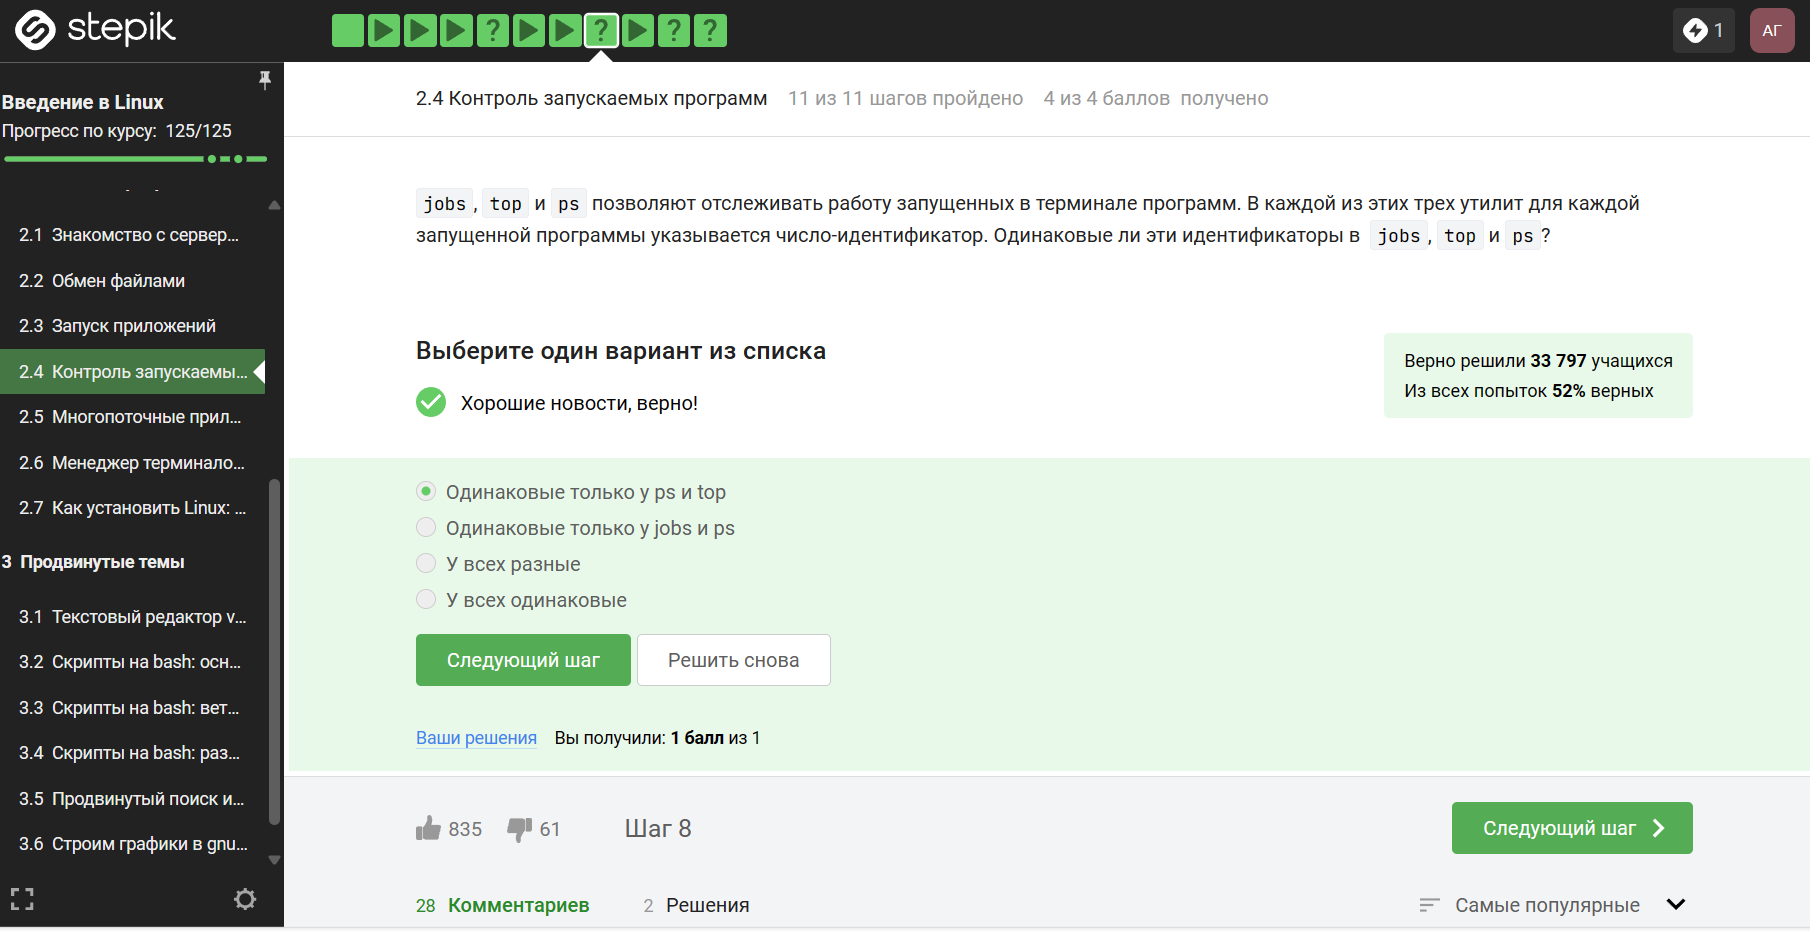 stepik
? ? ? ?
1
АГ
Введение в Linux
Прогресс по курсу: 125/125
2.1 Знакомство с сервер...
2.2 Обмен файлами
2.3 Запуск приложений
2.4 Контроль запускаемы...
2.5 Многопоточные прил...
2.6 Менеджер терминало...
2.7 Как установить Linux: ...
3 Продвинутые темы
3.1 Текстовый редактор v...
3.2 Скрипты на bash: осн...
3.3 Скрипты на bash: вет...
3.4 Скрипты на bash: раз...
3.5 Продвинутый поиск и...
3.6 Строим графики в gnu...
2.4 Контроль запускаемых программ 11 из 11 шагов пройдено 4 из 4 баллов получено
jobs, top и ps позволяют отслеживать работу запущенных в терминале программ. В каждой из этих трех утилит для каждой
запущенной программы указывается число-идентификатор. Одинаковые ли эти идентификаторы в jobs, top и ps?
Выберите один вариант из списка
Хорошие новости, верно!
Верно решили 33 797 учащихся
Из всех попыток 52% верных
Одинаковые только у ps и top
Одинаковые только у jobs и ps
У всех разные
У всех одинаковые
Следующий шаг
Решить снова
Ваши решения Вы получили: 1 балл из 1
835 61 Шаг 8
Следующий шаг
28 Комментариев 2 Решения
Самые популярные